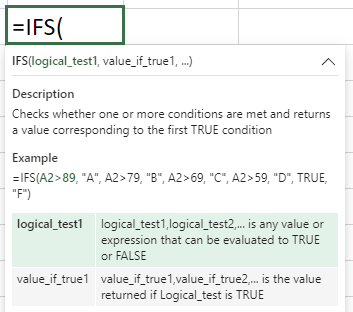 =IFS(
IFS(logical_test1, value_if_true1, ...)
Description
Checks whether one or more conditions are met and returns
a value corresponding to the first TRUE condition
Example
=IFS(A2>89, "A", A2>79, "B", A2>69, "C", A2>59, "D", TRUE,
"F")
logical_test1 logical_test1,logical_test2,... is any value or
expression that can be evaluated to TRUE
or FALSE
value_if_true1 value_if_true1,value_if_true2,... is the value
returned if Logical_test is TRUE